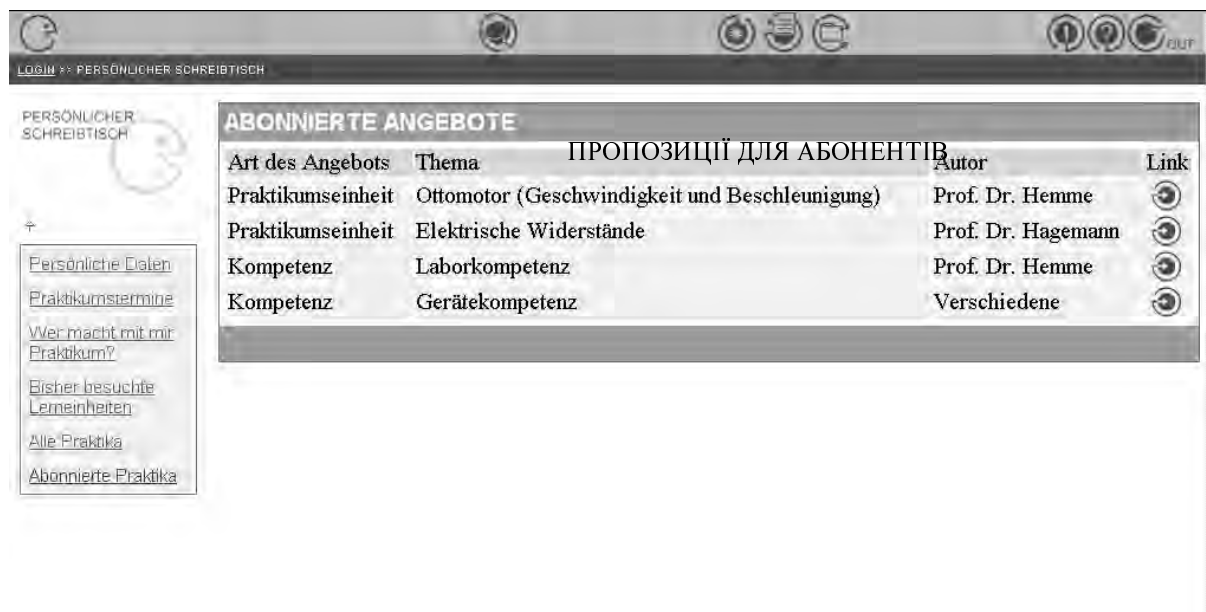 OUT
LOGIN >> PERSÖNLICHER SCHREIBTISCH
PERSÖNLICHER
SCHREIBTISCH
Persönliche Daten
Praktikumstermine
Wer macht mit mir
Praktikum?
Bisher besuchte
Lerneinheiten
Alle Praktika
Abonnierte Praktika
ABONNIERTE ANGEBOTE
ПРОПОЗИЦІЇ ДЛЯ АБОНЕНТІВ
Art des Angebots Thema Autor Link
Praktikumseinheit Ottomotor (Geschwindigkeit und Beschleunigung) Prof. Dr. Hemme
Praktikumseinheit Elektrische Widerstände Prof. Dr. Hagemann
Kompetenz Laborkompetenz Prof. Dr. Hemme
Kompetenz Gerätekompetenz Verschiedene